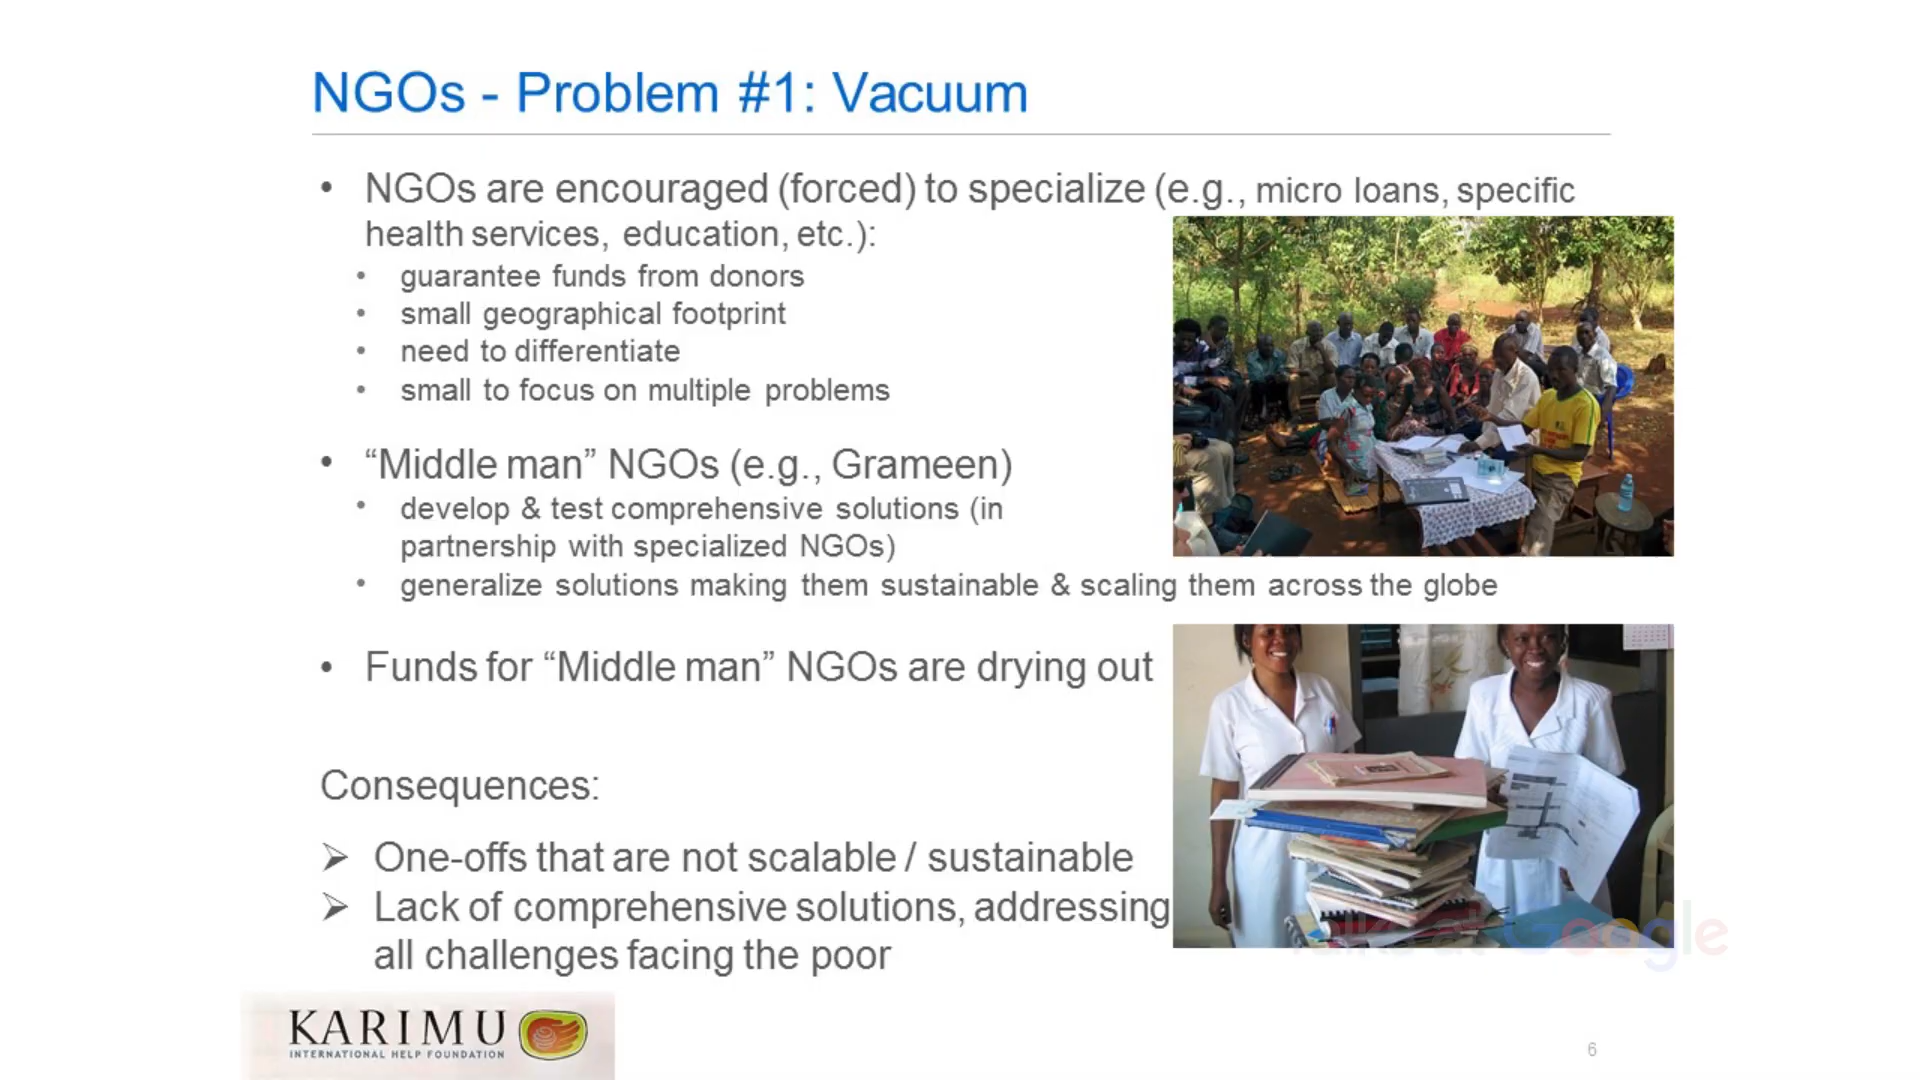 NGOs - Problem #1: Vacuum
• NGOs are encouraged (forced) to specialize (e.g., micro loans, specific
health services, education, etc.):
• guarantee funds from donors
• small geographical footprint
• need to differentiate
• small to focus on multiple problems
• “Middle man” NGOs (e.g., Grameen)
• develop & test comprehensive solutions (in
partnership with specialized NGOs)
• generalize solutions making them sustainable & scaling them across the globe
• Funds for “Middle man” NGOs are drying out
Consequences:
➢ One-offs that are not scalable / sustainable
➢ Lack of comprehensive solutions, addressing
all challenges facing the poor
Talks at Google
KARIMU
INTERNATIONAL HELP FOUNDATION
6